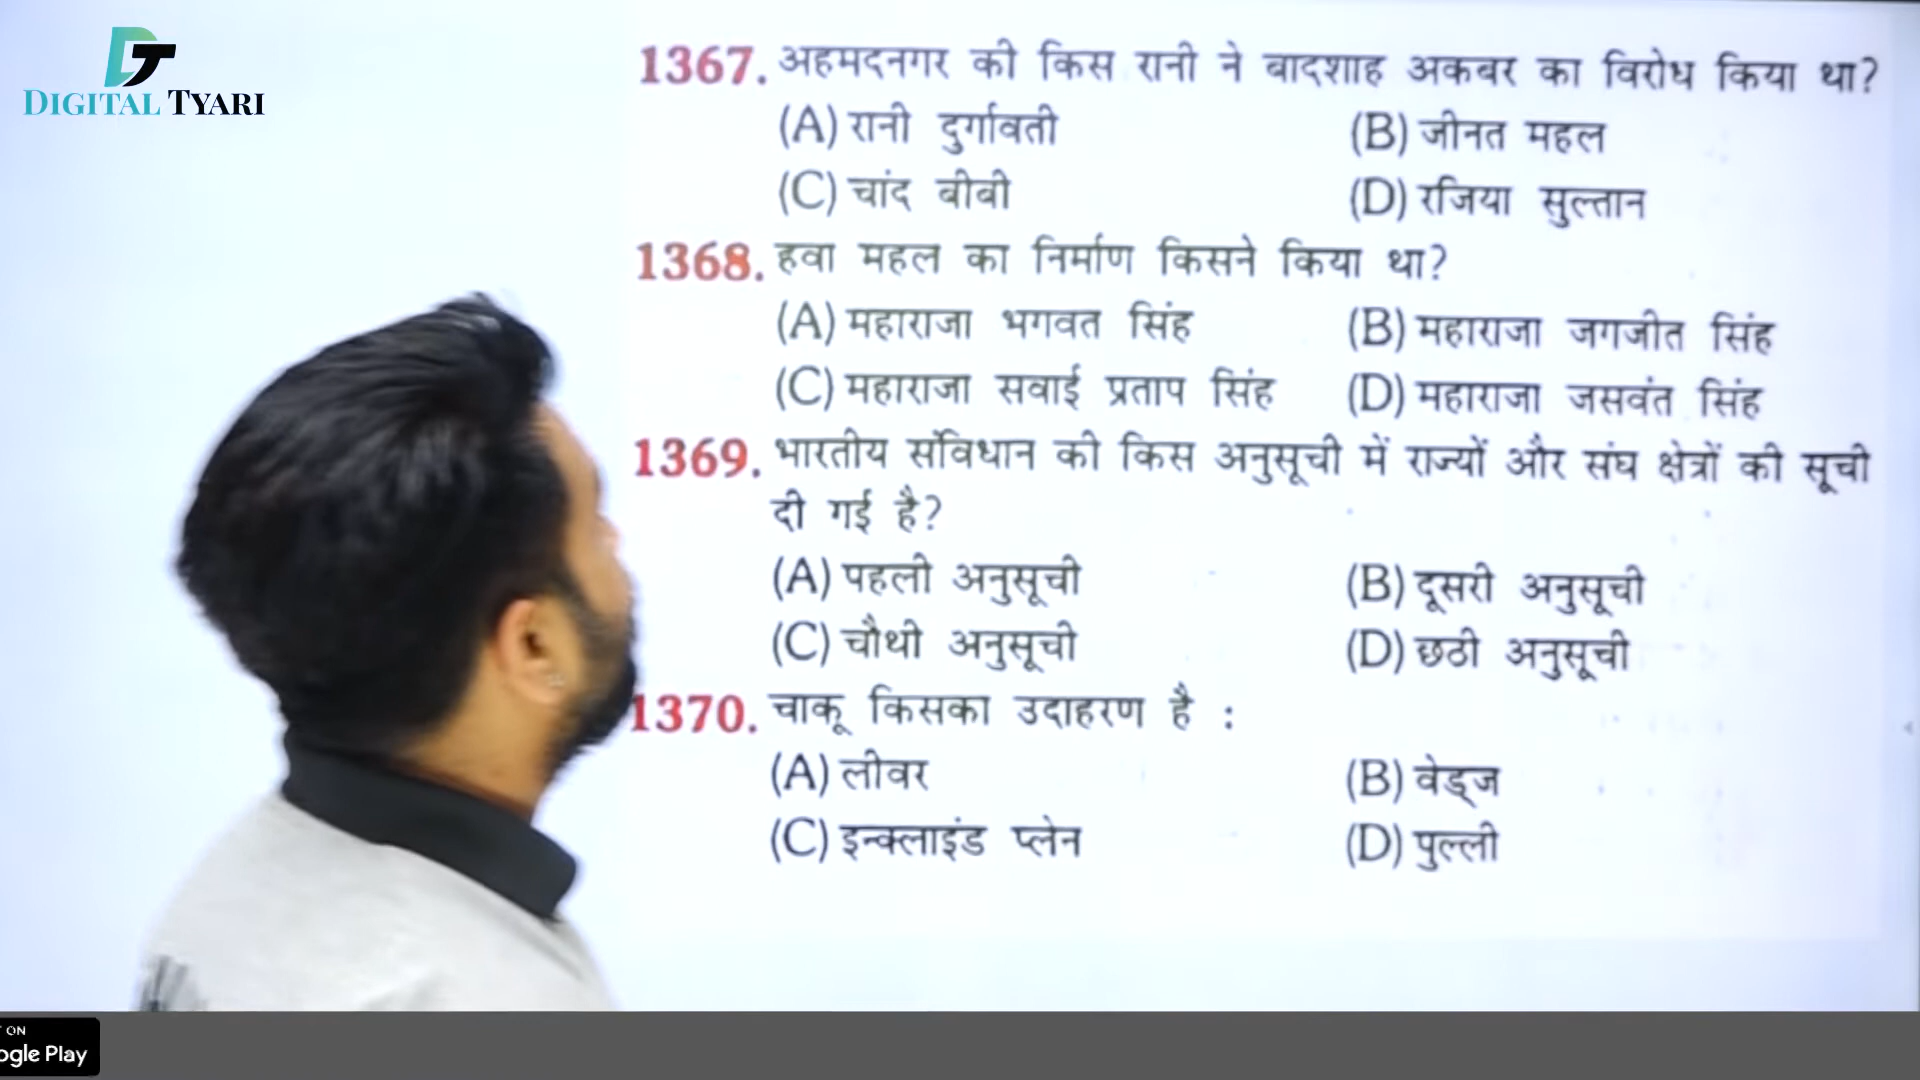 DT
DIGITAL TYARI
1367. अहमदनगर की किस रानी ने बादशाह अकबर का विरोध किया था?
(A) रानी दुर्गावती (B) जीनत महल
(C) चांद बीबी (D) रजिया सुल्तान
1368. हवा महल का निर्माण किसने किया था?
(A) महाराजा भगवत सिंह (B) महाराजा जगजीत सिंह
(C) महाराजा सवाई प्रताप सिंह (D) महाराजा जसवंत सिंह
1369. भारतीय संविधान की किस अनुसूची में राज्यों और संघ क्षेत्रों की सूची
दी गई है?
(A) पहली अनुसूची (B) दूसरी अनुसूची
(C) चौथी अनुसूची (D) छठी अनुसूची
1370. चाकू किसका उदाहरण है :
(A) लीवर (B) वेड्ज
(C) इन्क्लाइंड प्लेन (D) पुल्ली
ON
ogle Play